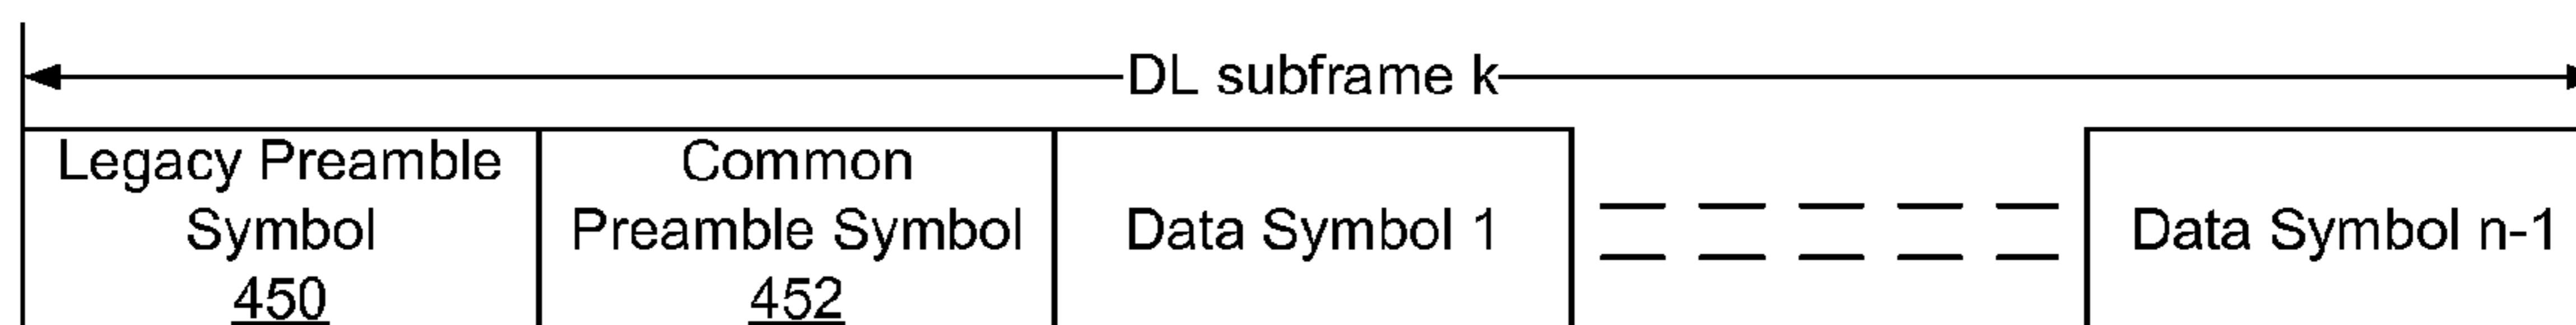 DL subframe k
Legacy Preamble
Symbol
450
Common
Preamble Symbol
452
Data Symbol 1
Data Symbol n-1